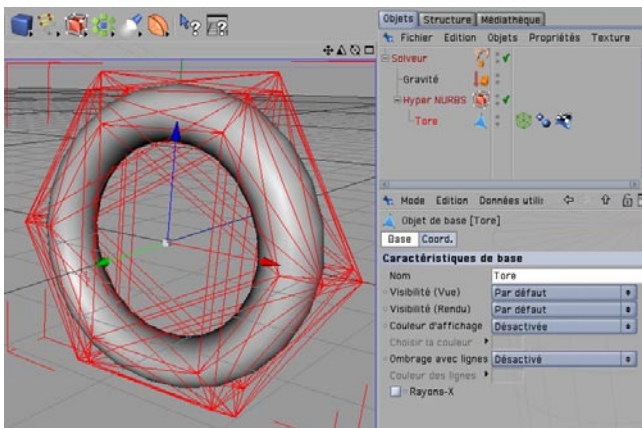 Objets Structure Médiathèque
Fichier Edition Objets Propriétés Texture
Solveur
Gravité
Hyper NURBS
Tore
Mode Edition Données utilis
Objet de base [Tore]
Base Coord.
Caractéristiques de base
Nom Tore
Visibilité (Vue) Par défaut
Visibilité (Rendu) Par défaut
Couleur d'affichage Désactivée
Choisir la couleur
Ombrage avec lignes Désactivé
Couleur des lignes
Rayons-X